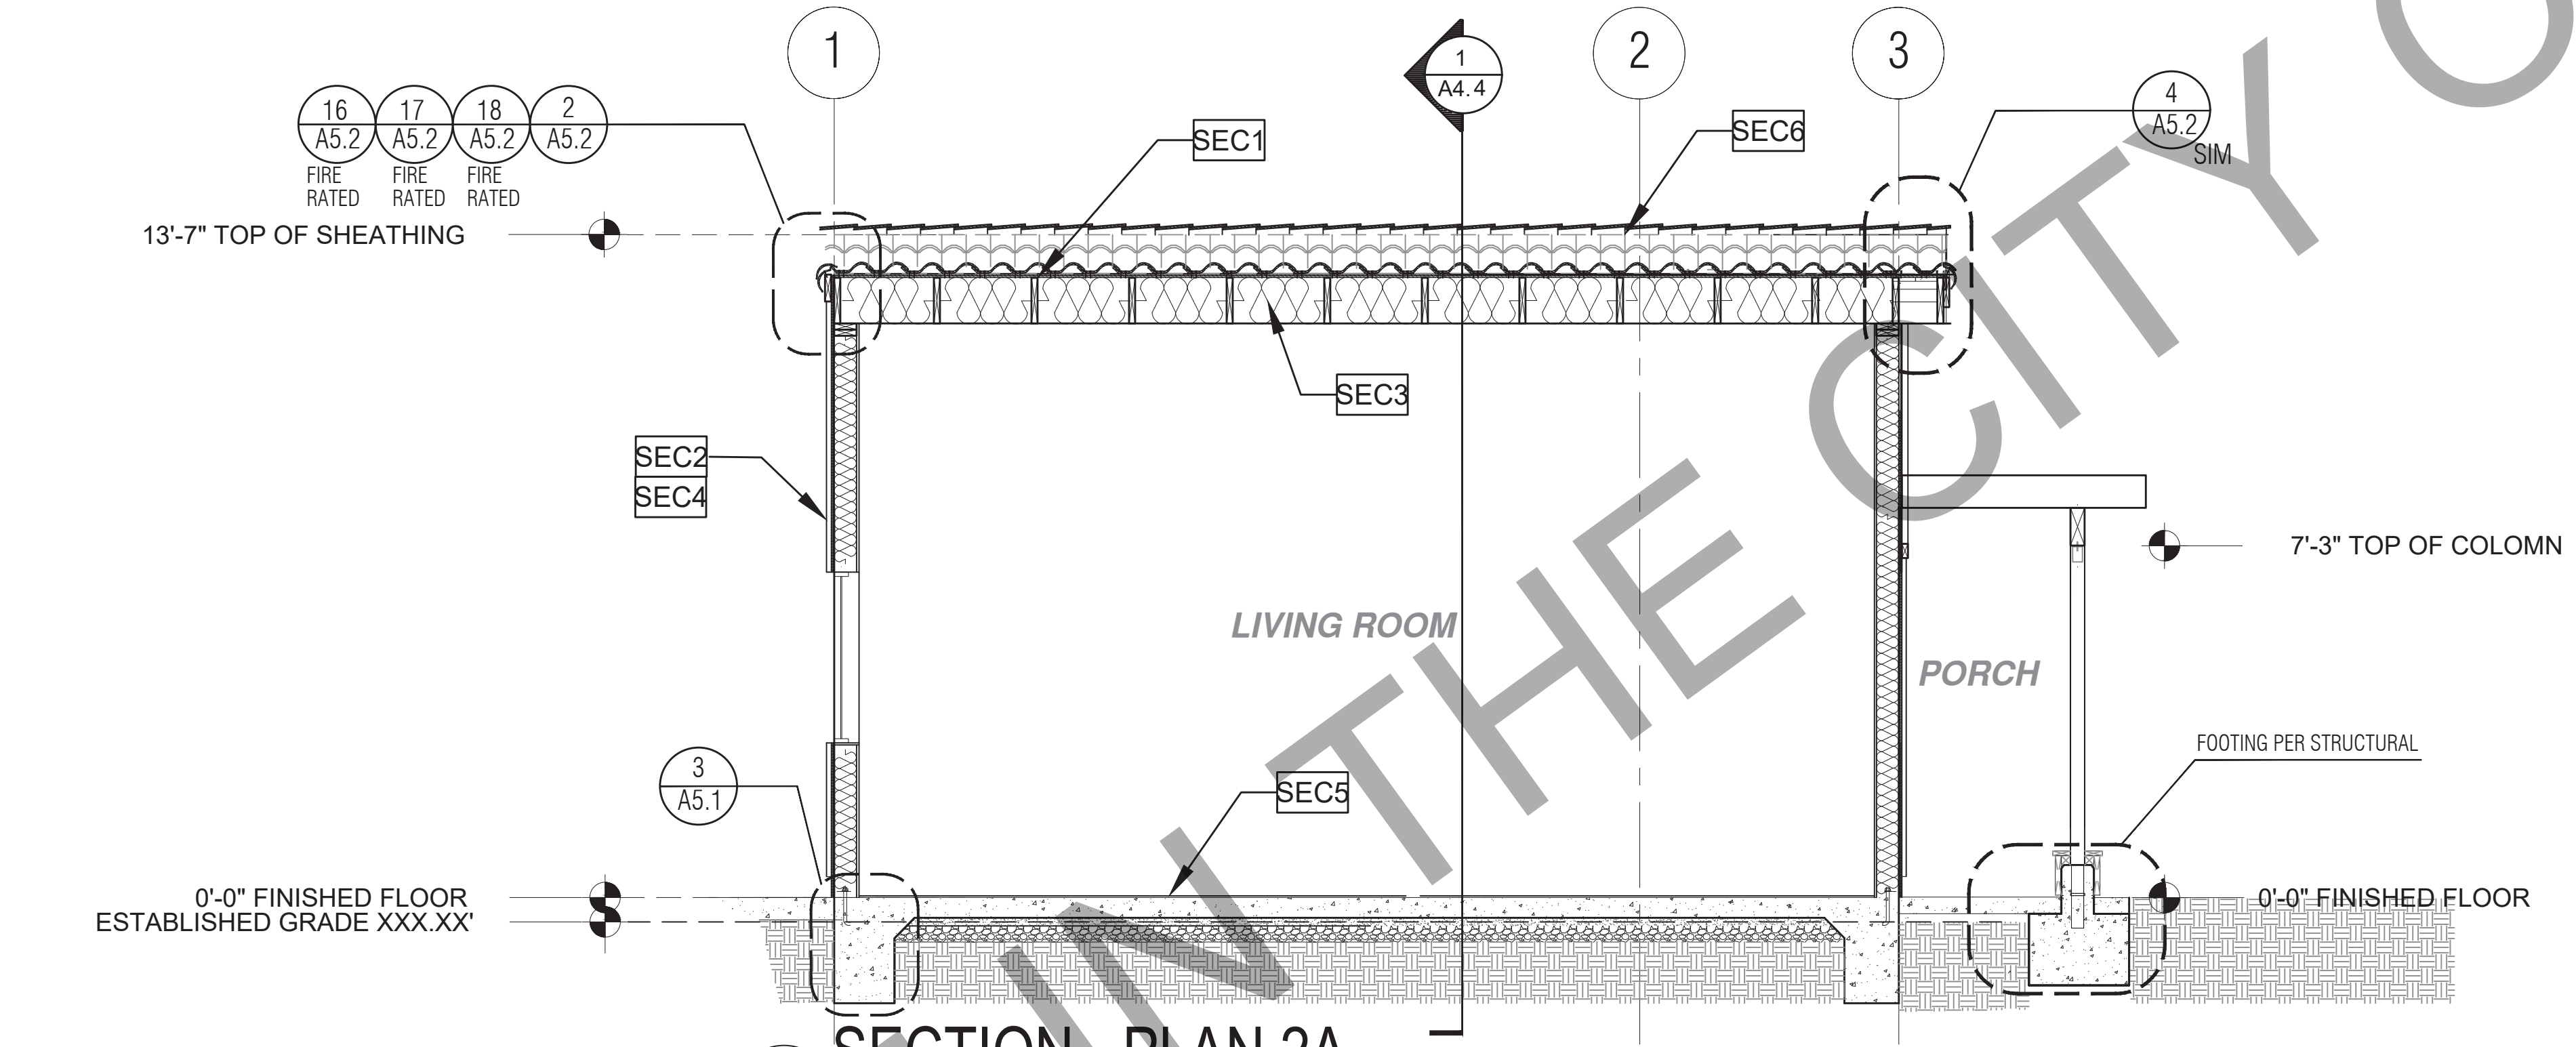 1
2
3
1
A4.4
16
A5.2
17
A5.2
18
A5.2
2
A5.2
FIRE
RATED
FIRE
RATED
FIRE
RATED
SEC1
SEC6
4
A5.2
SIM
13'-7" TOP OF SHEATHING
SEC3
SEC2
SEC4
7'-3" TOP OF COLOMN
LIVING ROOM
PORCH
FOOTING PER STRUCTURAL
3
A5.1
SEC5
0'-0" FINISHED FLOOR
ESTABLISHED GRADE XXX.XX'
0'-0" FINISHED FLOOR
SECTION - PLAN 2A
IN THE CITY O